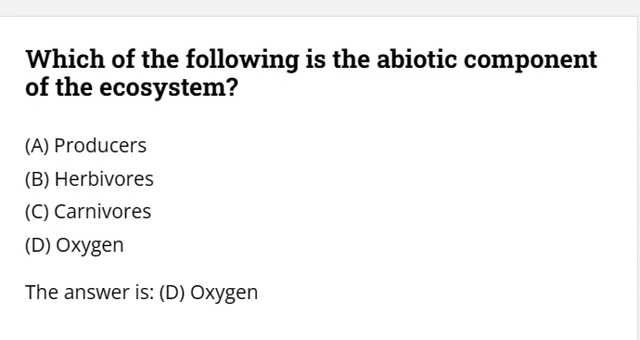 Which of the following is the abiotic component
of the ecosystem?
(A) Producers
(B) Herbivores
(C) Carnivores
(D) Oxygen
The answer is: (D) Oxygen